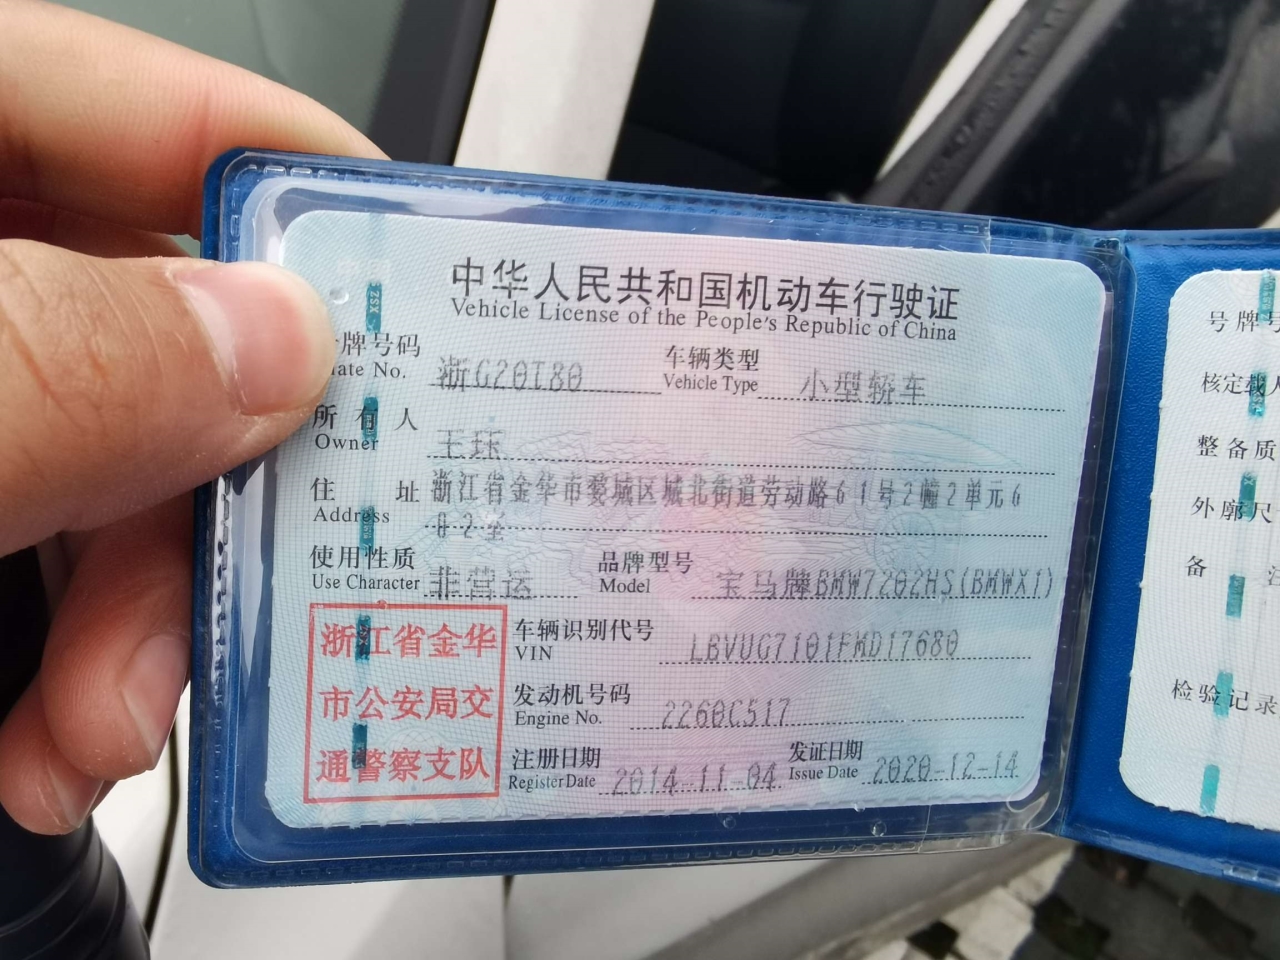 中华人民共和国机动车行驶证
Vehicle License of the People's Republic of China
牌号码 浙G20T80 车辆类型 小型轿车
ate No. Vehicle Type
所有人 王珏
Owner
住址 浙江省金华市婺城区城北街道劳动路61号2幢2单元6
Address 02室
使用性质 非营运 品牌型号 宝马牌BMW7202HS(BMWX1)
Use Character Model
车辆识别代号 LBVUG7101FMD17680
VIN
发动机号码 2260C517
Engine No.
注册日期 2014-11-04 发证日期 2020-12-14
Register Date Issue Date
浙江省金华
市公安局交
通警察支队
号牌号
核定载人
整备质
外廓尺
备 注
检验记录